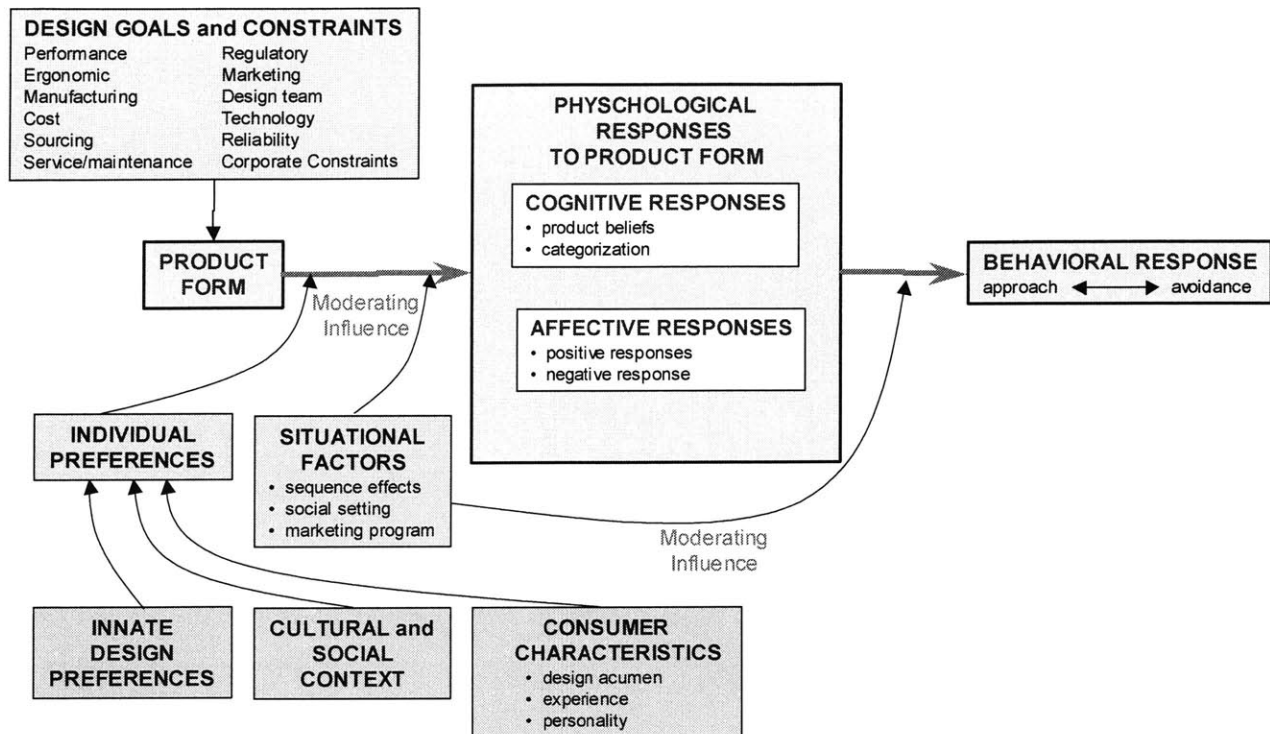 DESIGN GOALS and CONSTRAINTS
Performance Regulatory
Ergonomic Marketing
Manufacturing Design team
Cost Technology
Sourcing Reliability
Service/maintenance Corporate Constraints
PRODUCT
FORM
Moderating
Influence
PHYSCHOLOGICAL
RESPONSES
TO PRODUCT FORM
COGNITIVE RESPONSES
• product beliefs
• categorization
AFFECTIVE RESPONSES
• positive responses
• negative response
BEHAVIORAL RESPONSE
approach avoidance
INDIVIDUAL
PREFERENCES
SITUATIONAL
FACTORS
• sequence effects
• social setting
• marketing program
Moderating
Influence
INNATE
DESIGN
PREFERENCES
CULTURAL and
SOCIAL
CONTEXT
CONSUMER
CHARACTERISTICS
• design acumen
• experience
• personality